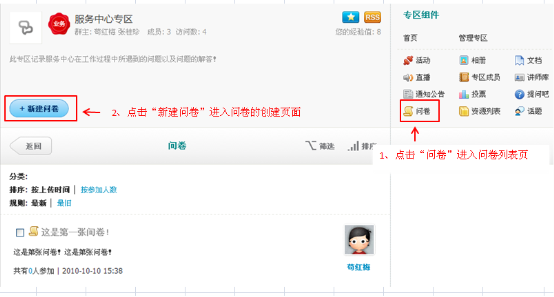 服务中心专区
业务
RSS
群主: 苟红梅 张桂珍 成员: 3 访问数: 4
您的经验值: 8
此专区记录服务中心在工作过程中所遇到的问题以及问题的解答!
+ 新建问卷
2、点击“新建问卷”进入问卷的创建页面
返回
问卷
筛选
排序
分类:
排序: 按上传时间 | 按参加人数
规则: 最新 | 最旧
这是第一张问卷!
这是第张问卷! 这是第张问卷!
共有0人参加 | 2010-10-10 15:38
苟红梅
专区组件
首页 管理专区
活动 相册 文档
直播 专区成员 讲师库
通知公告 投票 提问吧
问卷 资源列表 话题
1、点击“问卷”进入问卷列表页